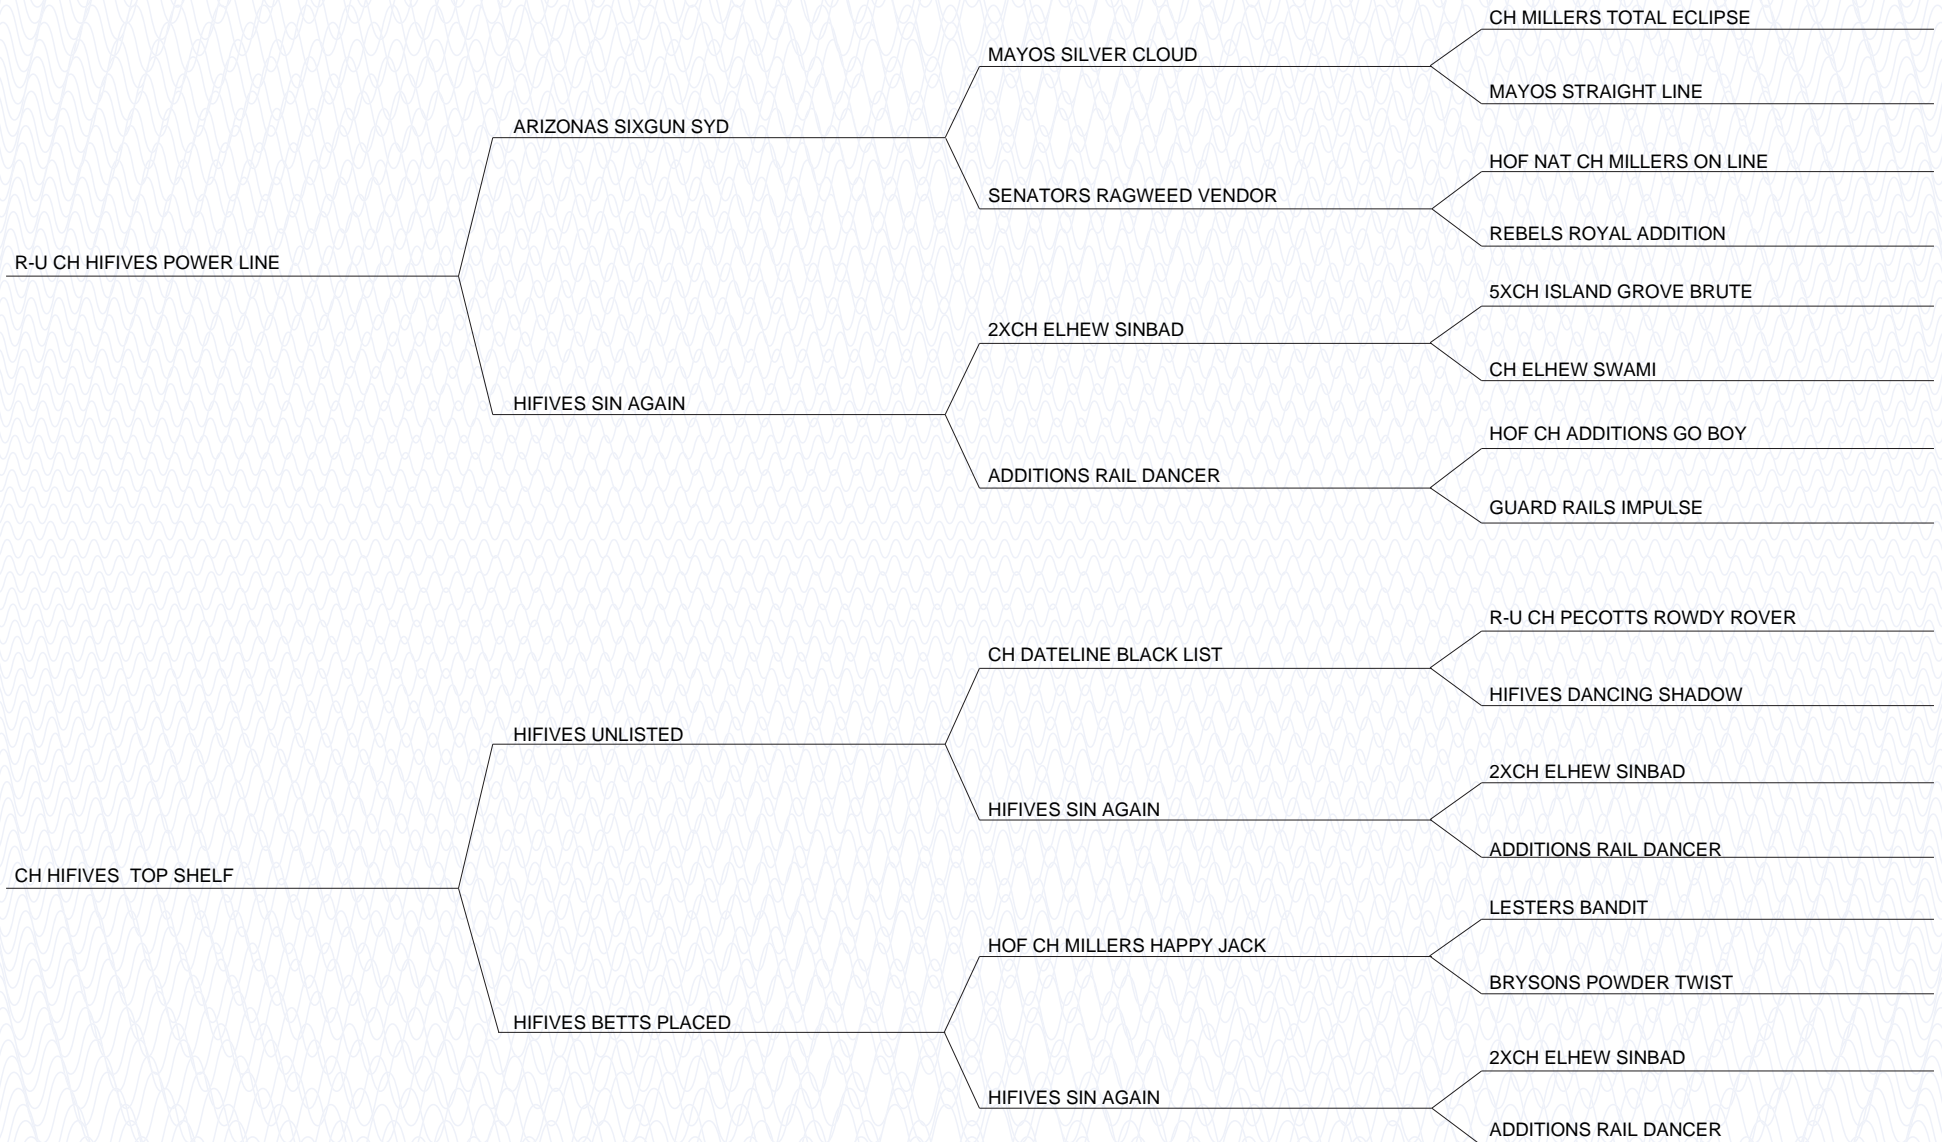 CH MILLERS TOTAL ECLIPSE
MAYOS SILVER CLOUD
MAYOS STRAIGHT LINE
ARIZONAS SIXGUN SYD
HOF NAT CH MILLERS ON LINE
SENATORS RAGWEED VENDOR
REBELS ROYAL ADDITION
R-U CH HIFIVES POWER LINE
5XCH ISLAND GROVE BRUTE
2XCH ELHEW SINBAD
CH ELHEW SWAMI
HIFIVES SIN AGAIN
HOF CH ADDITIONS GO BOY
ADDITIONS RAIL DANCER
GUARD RAILS IMPULSE
R-U CH PECOTTS ROWDY ROVER
CH DATELINE BLACK LIST
HIFIVES DANCING SHADOW
HIFIVES UNLISTED
2XCH ELHEW SINBAD
HIFIVES SIN AGAIN
ADDITIONS RAIL DANCER
CH HIFIVES  TOP SHELF
LESTERS BANDIT
HOF CH MILLERS HAPPY JACK
BRYSONS POWDER TWIST
HIFIVES BETTS PLACED
2XCH ELHEW SINBAD
HIFIVES SIN AGAIN
ADDITIONS RAIL DANCER